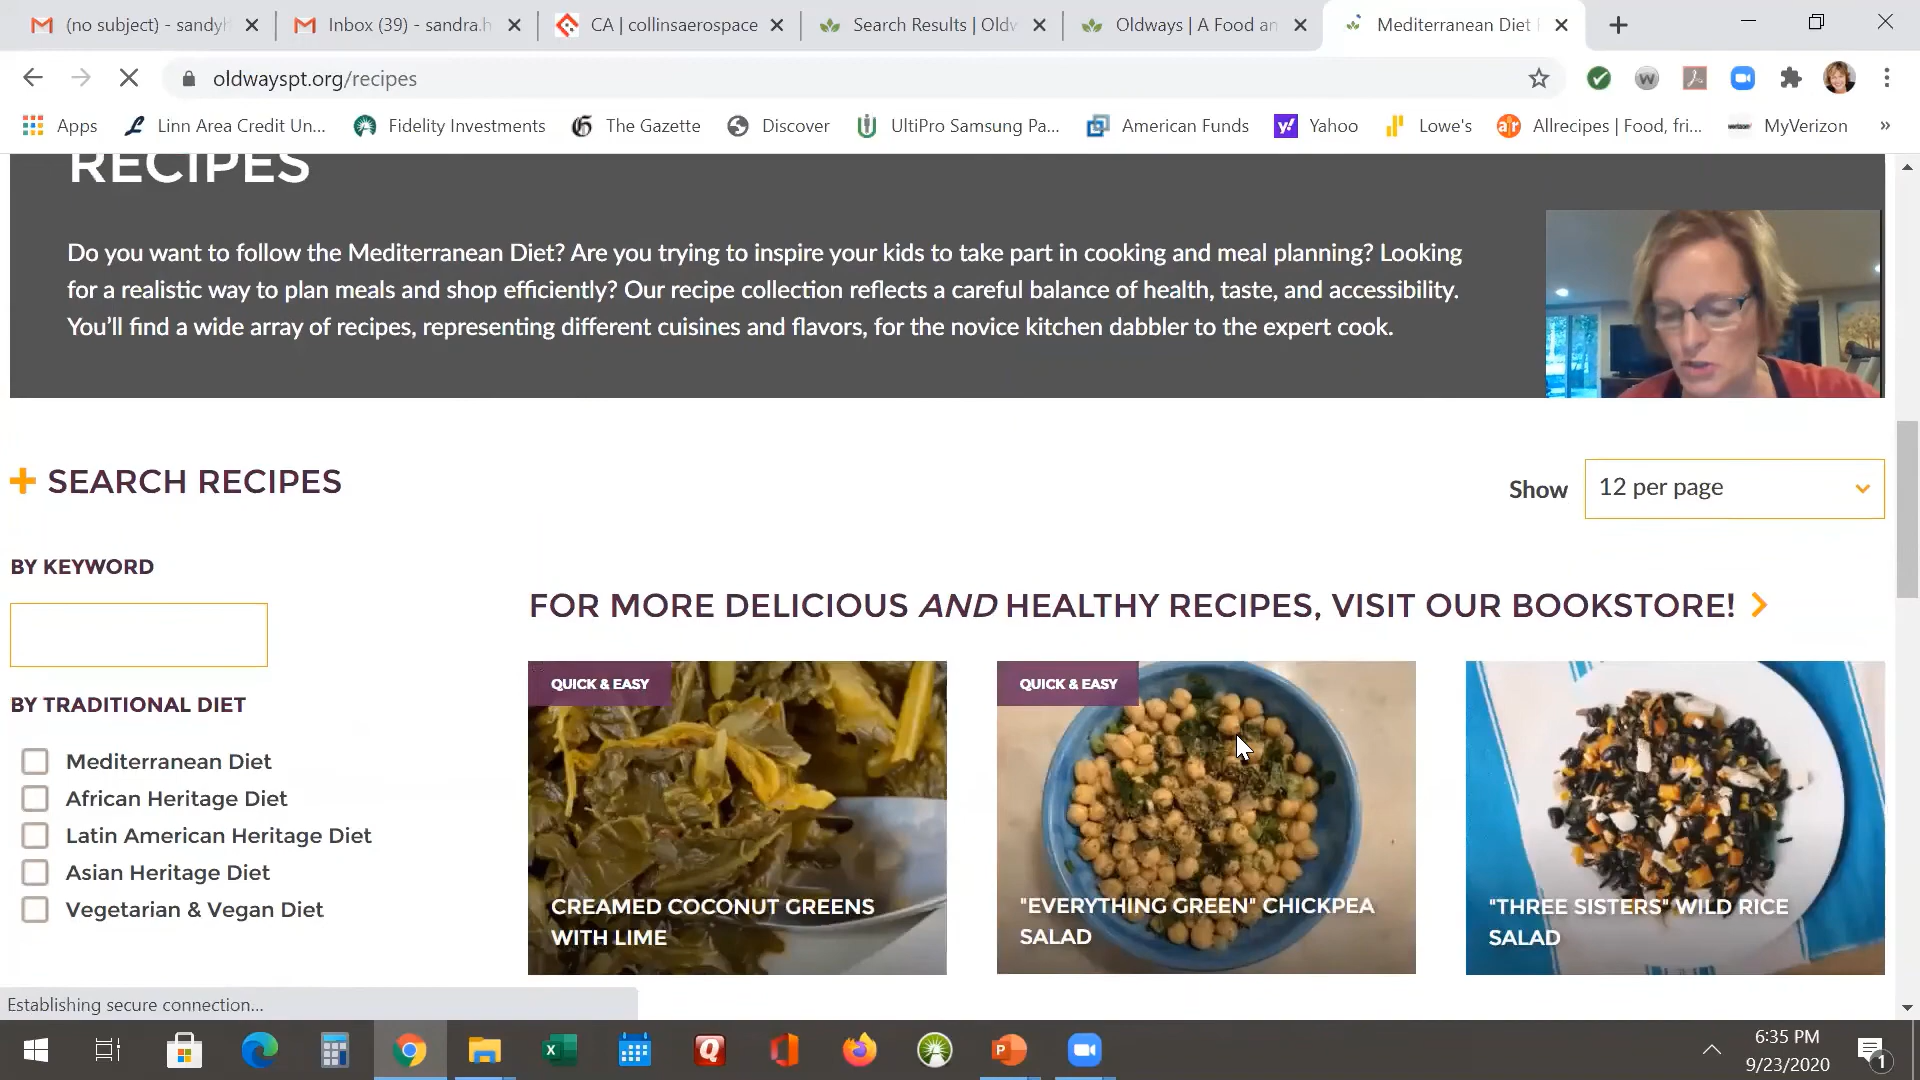 (no subject) - sandyh
Inbox (39) - sandra.h
CA | collinsaerospace
Search Results | Oldw
Oldways | A Food an
Mediterranean Diet
oldwayspt.org/recipes
Apps
Linn Area Credit Un...
Fidelity Investments
The Gazette
Discover
UltiPro Samsung Pa...
American Funds
Yahoo
Lowe's
Allrecipes | Food, fri...
MyVerizon
»
RECIPES
Do you want to follow the Mediterranean Diet? Are you trying to inspire your kids to take part in cooking and meal planning? Looking
for a realistic way to plan meals and shop efficiently? Our recipe collection reflects a careful balance of health, taste, and accessibility.
You'll find a wide array of recipes, representing different cuisines and flavors, for the novice kitchen dabbler to the expert cook.
+ SEARCH RECIPES
Show
12 per page
BY KEYWORD
BY TRADITIONAL DIET
Mediterranean Diet
African Heritage Diet
Latin American Heritage Diet
Asian Heritage Diet
Vegetarian & Vegan Diet
FOR MORE DELICIOUS AND HEALTHY RECIPES, VISIT OUR BOOKSTORE!
QUICK & EASY
CREAMED COCONUT GREENS
WITH LIME
QUICK & EASY
"EVERYTHING GREEN" CHICKPEA
SALAD
"THREE SISTERS" WILD RICE
SALAD
Establishing secure connection...
6:35 PM
9/23/2020
1